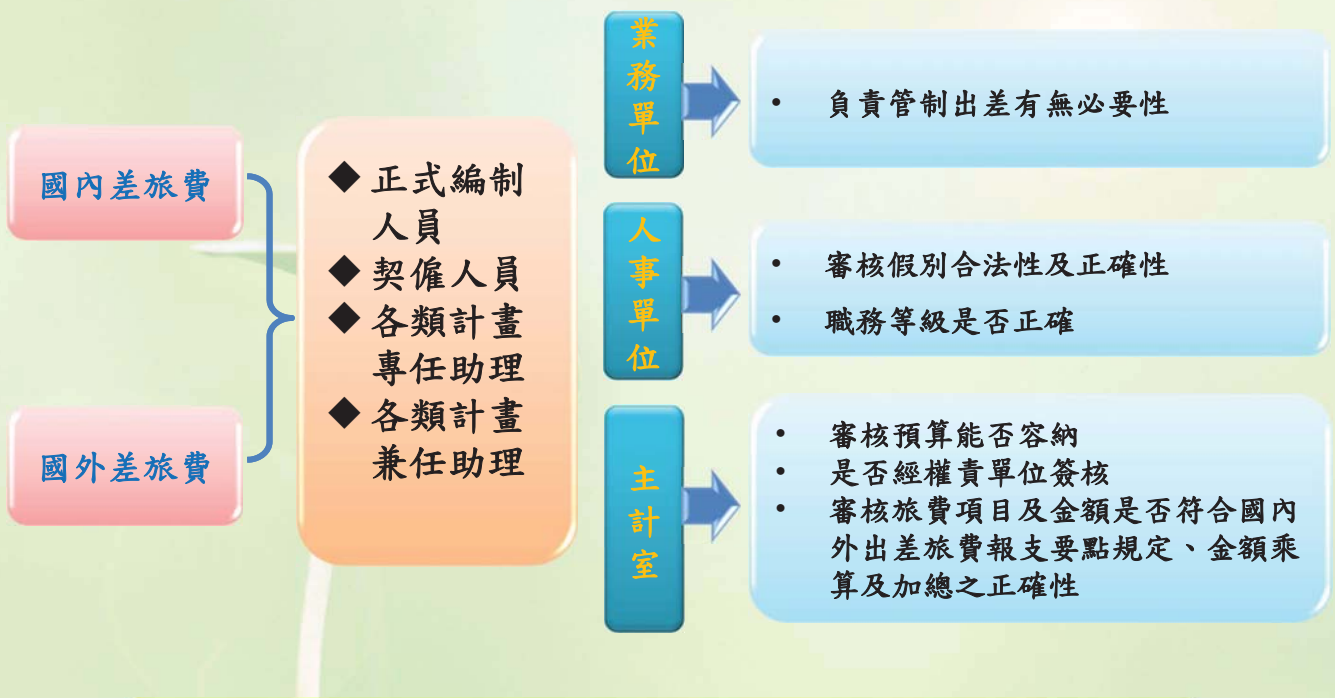 國內差旅費
國外差旅費
◆ 正式編制
人員
◆ 契僱人員
◆ 各類計畫
專任助理
◆ 各類計畫
兼任助理
業務單位
• 負責管制出差有無必要性
人事單位
• 審核假別合法性及正確性
• 職務等級是否正確
主計室
• 審核預算能否容納
• 是否經權責單位簽核
• 審核旅費項目及金額是否符合國內
外出差旅費報支要點規定、金額乘
算及加總之正確性